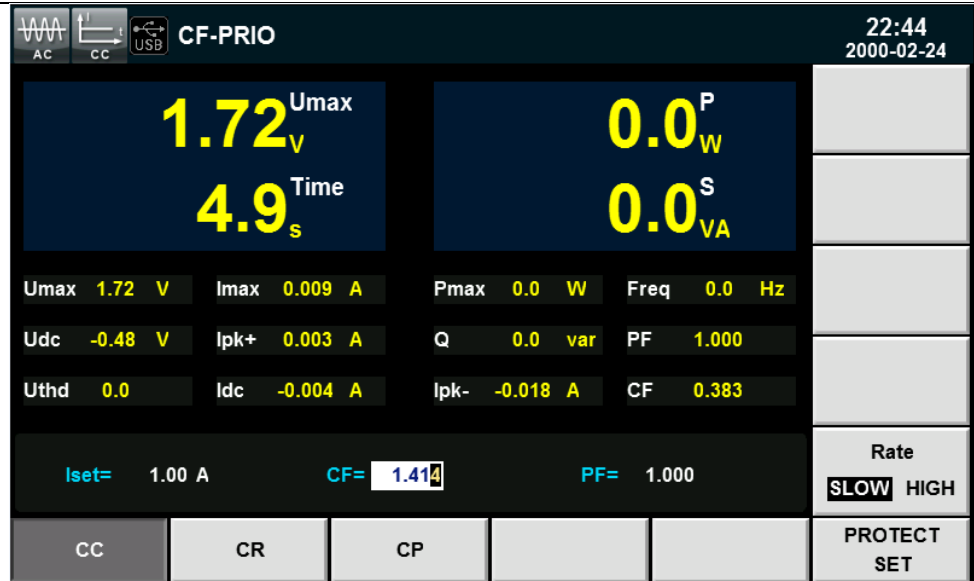 AC CC USB CF-PRIO 22:44
2000-02-24
1.72 Umax V 0.0 P W
4.9 Time s 0.0 S VA
Umax 1.72 V Imax 0.009 A Pmax 0.0 W Freq 0.0 Hz
Udc -0.48 V Ipk+ 0.003 A Q 0.0 var PF 1.000
Uthd 0.0 Idc -0.004 A Ipk- -0.018 A CF 0.383
Iset= 1.00 A CF= 1.414 PF= 1.000
Rate
SLOW HIGH
CC CR CP
PROTECT
SET